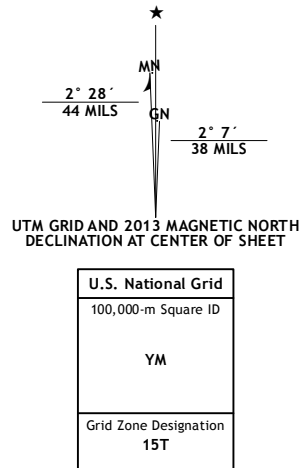 MN
2° 28´
44 MILS
GN
2° 7´
38 MILS
UTM GRID AND 2013 MAGNETIC NORTH
DECLINATION AT CENTER OF SHEET
U.S. National Grid
100,000-m Square ID
YM
Grid Zone Designation
15T